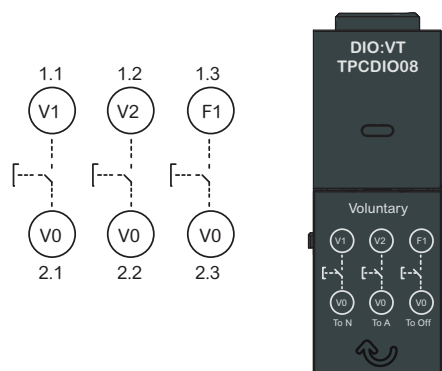 1.1 1.2 1.3
V1 V2 F1
V0 V0 V0
2.1 2.2 2.3
DIO:VT
TPCDIO08
Voluntary
V1 V2 F1
V0 V0 V0
To N To A To Off